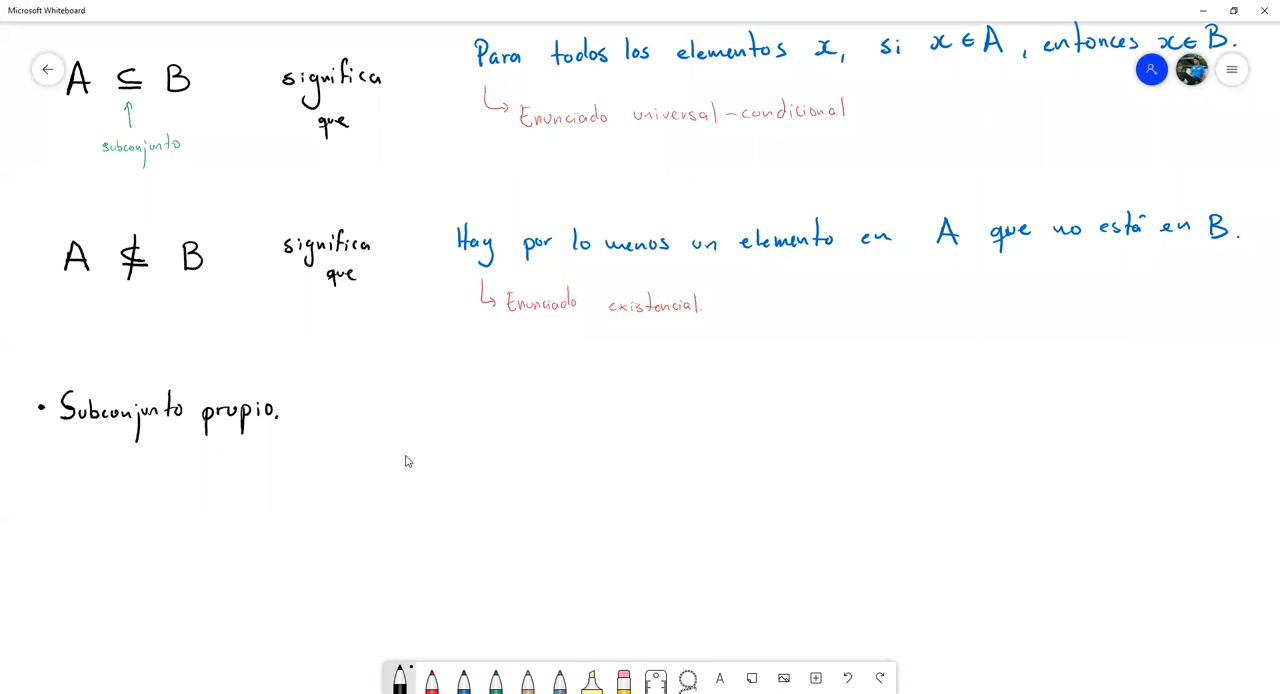 Microsoft Whiteboard
A ⊆ B significa que Para todos los elementos x, si x ∈ A, entonces x ∈ B.
↳ Enunciado universal-condicional
subconjunto
A ⊈ B significa que Hay por lo menos un elemento en A que no está en B.
↳ Enunciado existencial.
• Subconjunto propio.
A